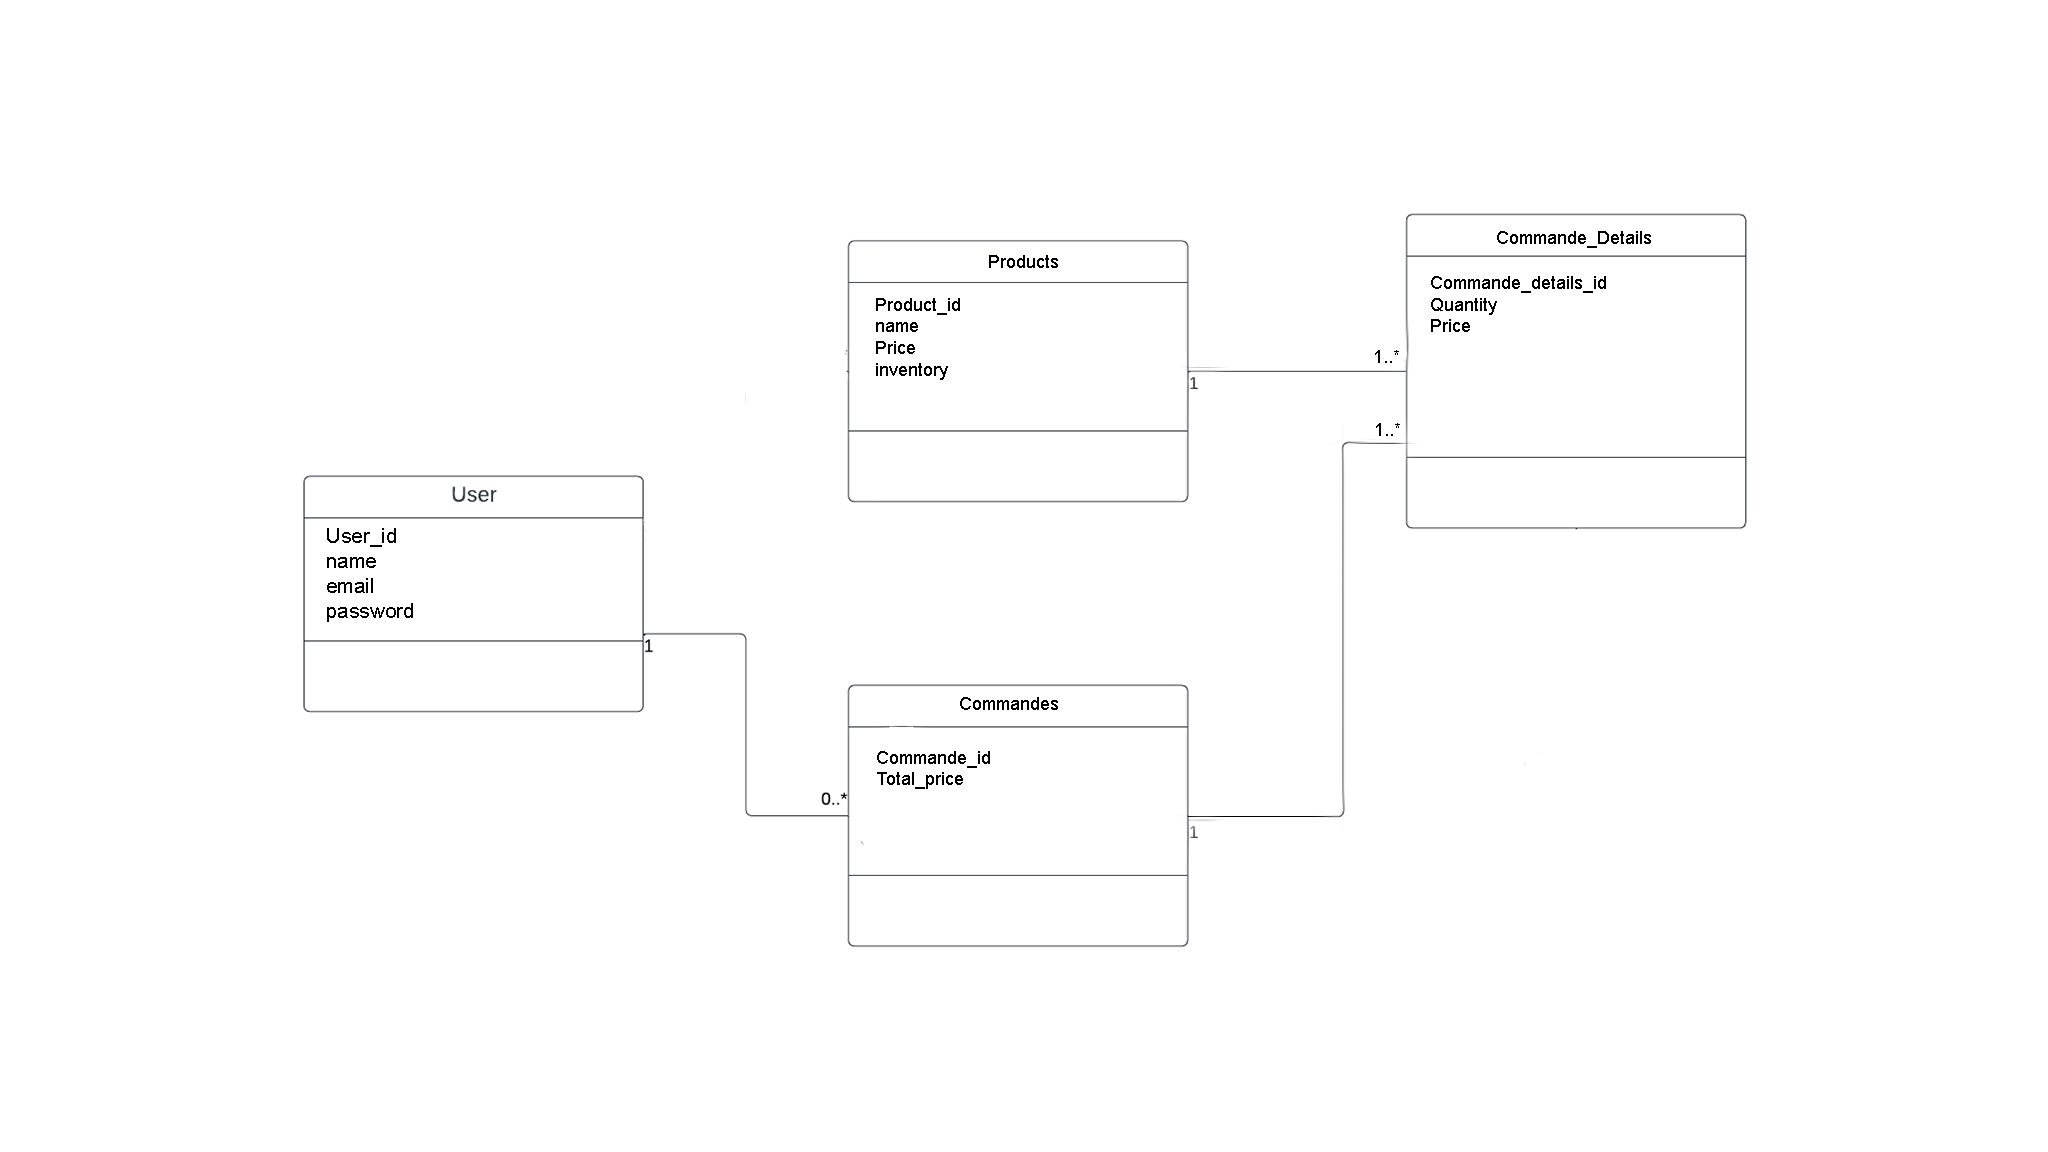 Commande_Details
Commande_details_id
Quantity
Price
1..*
1..*
Products
Product_id
name
Price
inventory
1
User
User_id
name
email
password
1
0..*
Commandes
Commande_id
Total_price
1